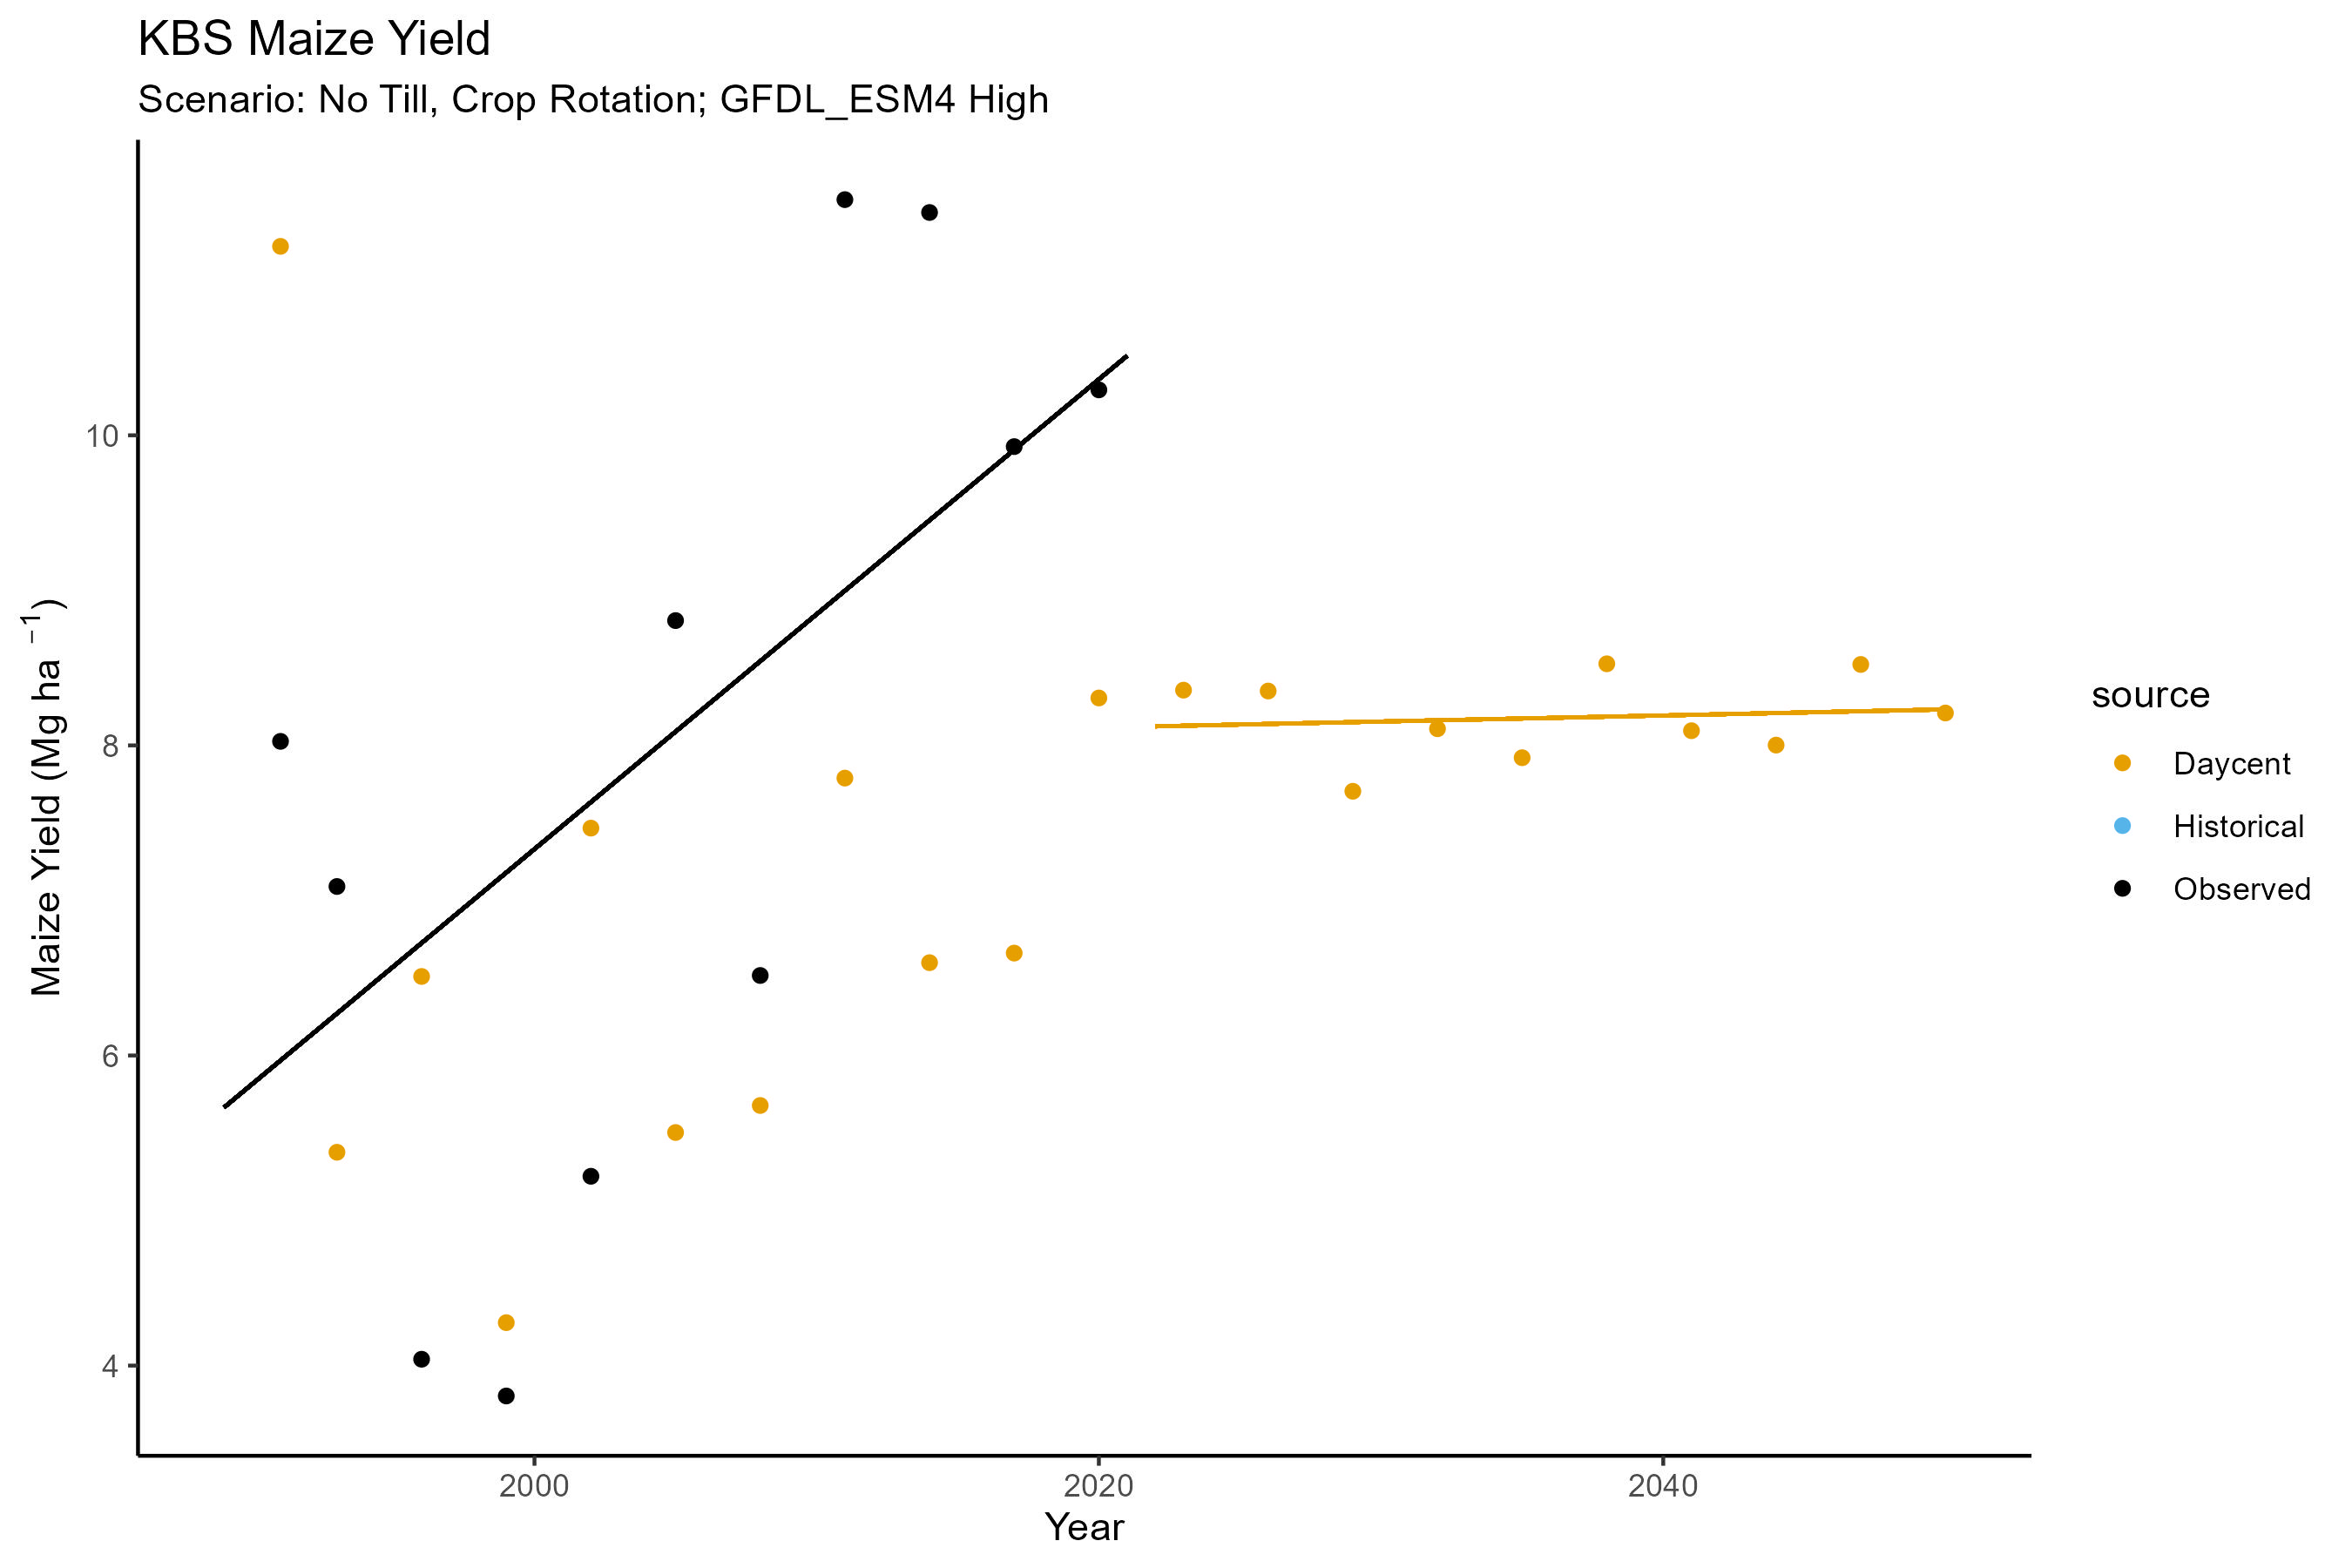 KBS Maize Yield
Scenario: No Till, Crop Rotation; GFDL_ESM4 High
Maize Yield (Mg ha ⁻¹)
10
8
6
4
2000
2020
2040
Year
source
Daycent
Historical
Observed